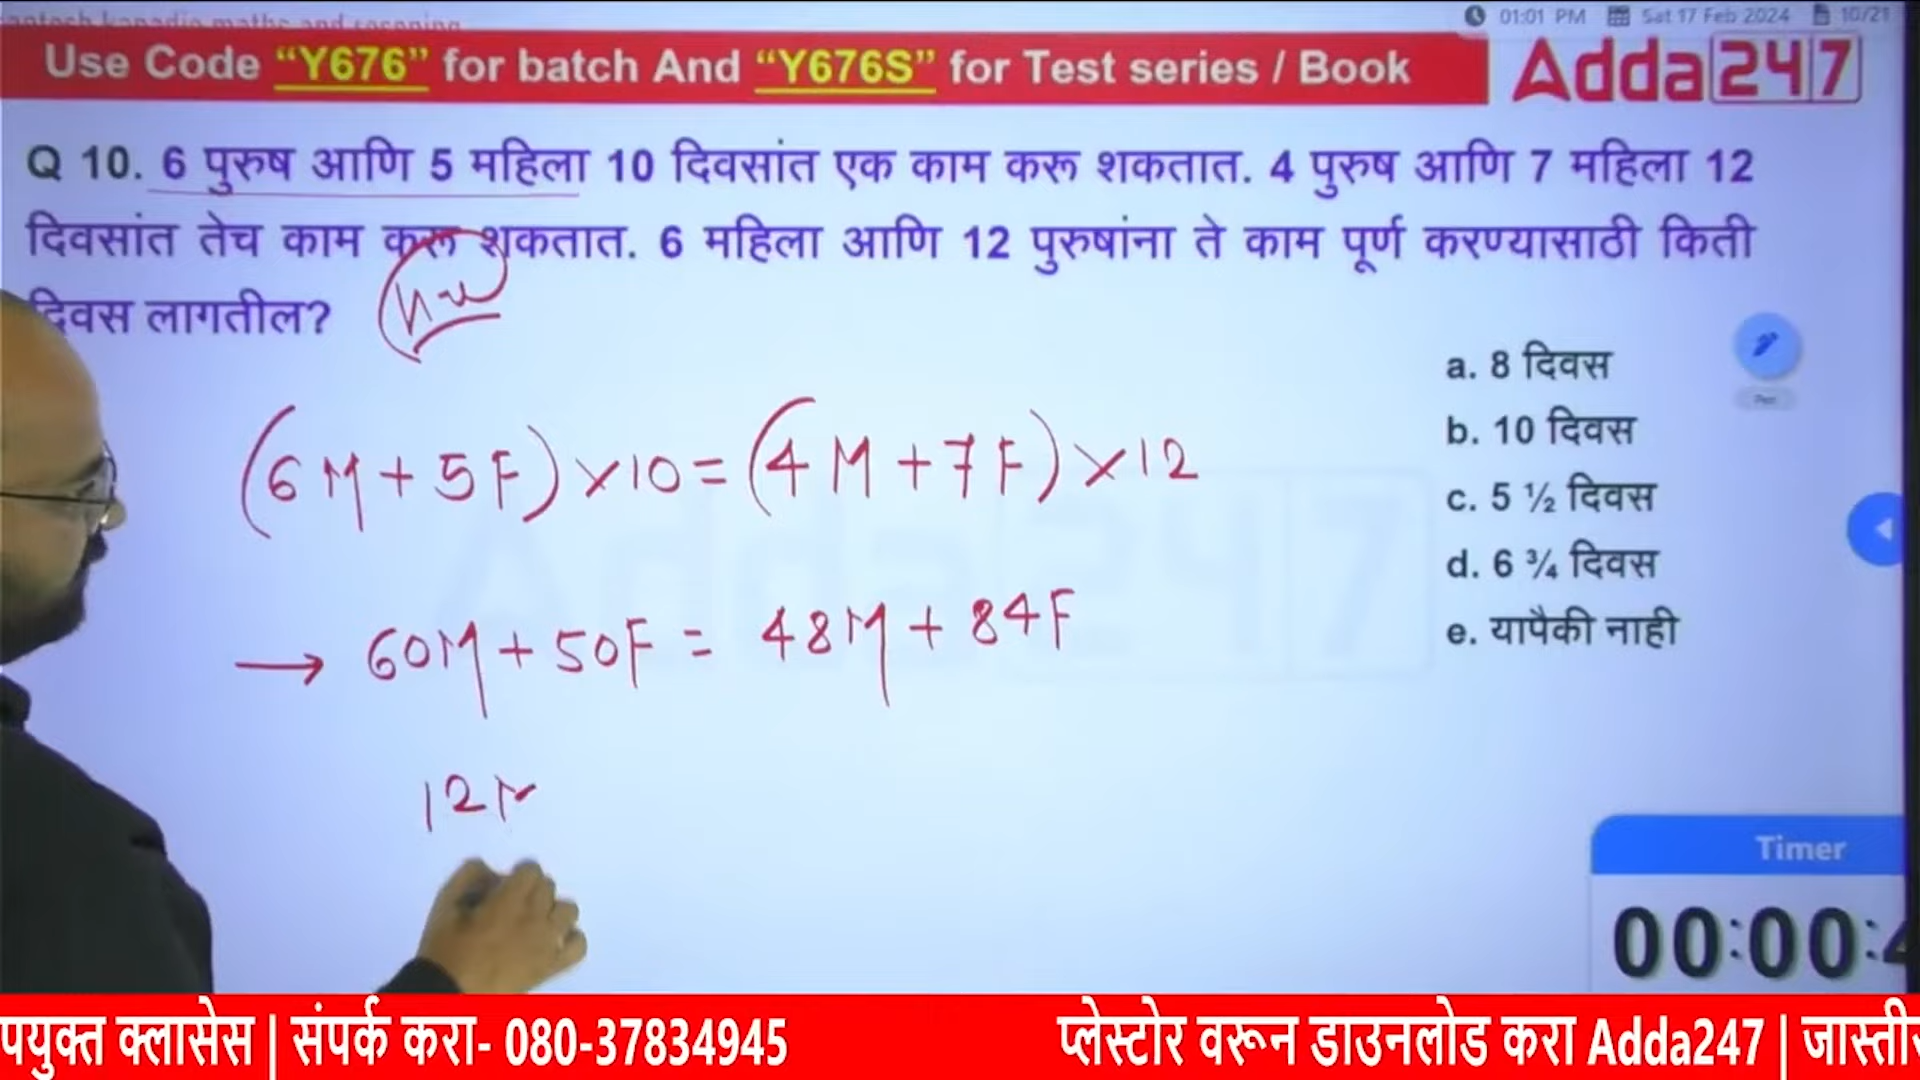 01:01 PM Sat 17 Feb 2024 10/21
Use Code “Y676” for batch And “Y676S” for Test series / Book
Adda247
Q 10. 6 पुरुष आणि 5 महिला 10 दिवसांत एक काम करू शकतात. 4 पुरुष आणि 7 महिला 12
दिवसांत तेच काम करू शकतात. 6 महिला आणि 12 पुरुषांना ते काम पूर्ण करण्यासाठी किती
दिवस लागतील?
a. 8 दिवस
b. 10 दिवस
c. 5 ½ दिवस
d. 6 ¾ दिवस
e. यापैकी नाही
(6M+5F)×10=(4M+7F)×12
→ 60M+50F = 48M+84F
12M
Adda247
Timer
00:00:4
पयुक्त क्लासेस | संपर्क करा- 080-37834945 प्लेस्टोर वरून डाउनलोड करा Adda247 |